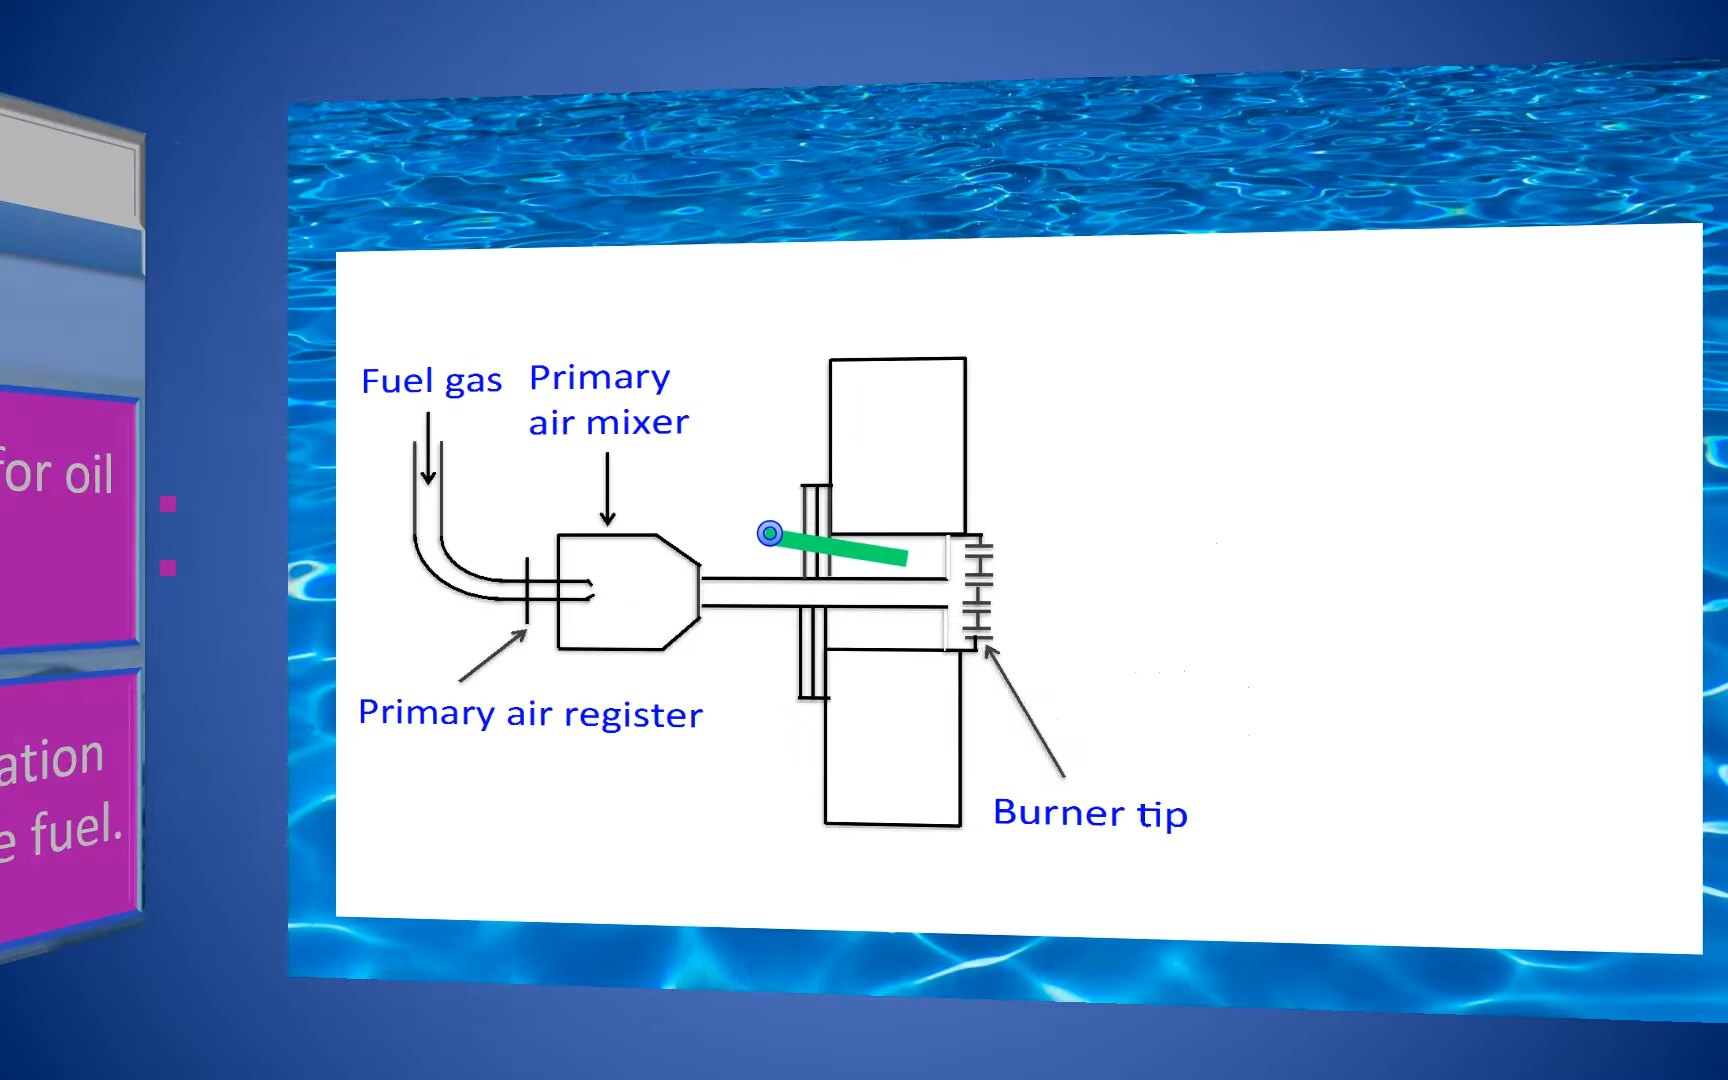 for oil
ation
e fuel.
Fuel gas
Primary
air mixer
Primary air register
Burner tip